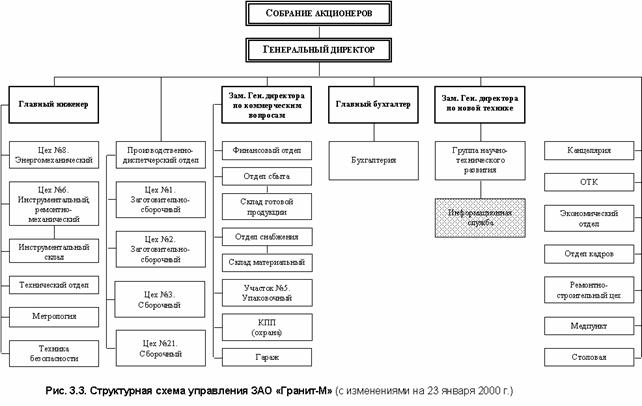 СОБРАНИЕ АКЦИОНЕРОВ
ГЕНЕРАЛЬНЫЙ ДИРЕКТОР
Главный инженер
Зам. Ген. директора
по коммерческим
вопросам
Главный бухгалтер
Зам. Ген. директора
по новой технике
Цех №8.
Энергомеханический
Цех №6.
Инструментальный,
ремонтно-
механический
Инструментальный
склад
Технический отдел
Метрология
Техника
безопасности
Производственно-
диспетчерский отдел
Цех №1.
Заготовительно-
сборочный
Цех №2.
Заготовительно-
сборочный
Цех №3.
Сборочный
Цех №21.
Сборочный
Финансовый отдел
Отдел сбыта
Склад готовой
продукции
Отдел снабжения
Склад материальный
Участок №5.
Упаковочный
КПП
(охрана)
Гараж
Бухгалтерия
Группа научно-
технического
развития
Информационная
служба
Канцелярия
ОТК
Экономический
отдел
Отдел кадров
Ремонтно-
строительный цех
Медпункт
Столовая
Рис. 3.3. Структурная схема управления ЗАО «Гранит-М» (с изменениями на 23 января 2000 г.)